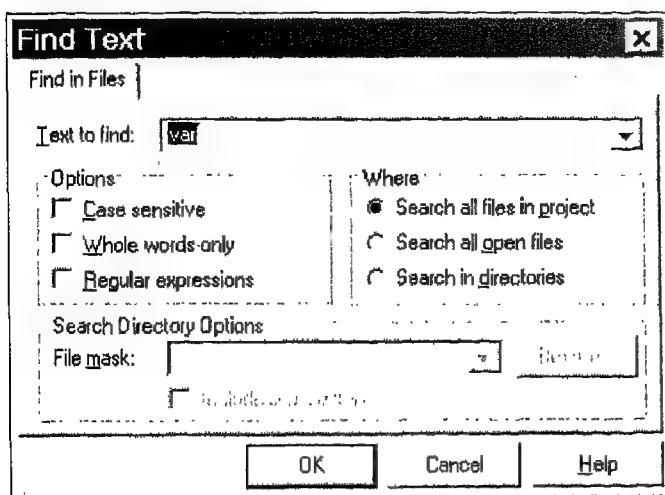 Find Text
Find in Files
Text to find: var
Options
Case sensitive
Whole words only
Regular expressions
Where
Search all files in project
Search all open files
Search in directories
Search Directory Options
File mask:
OK Cancel Help